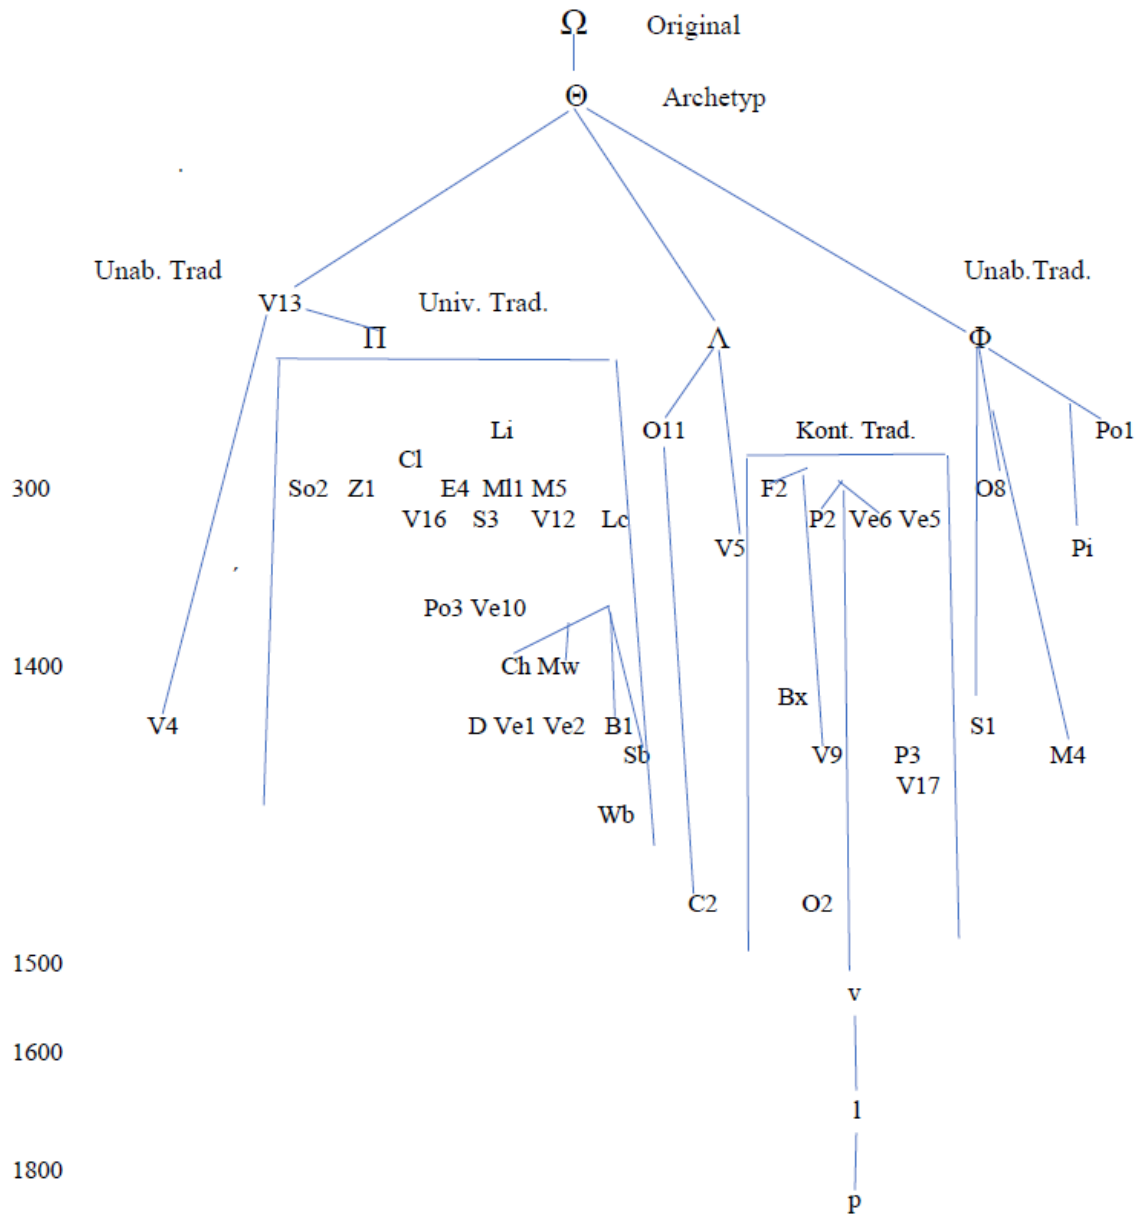 Ω Original
Θ Archetyp
Unab. Trad Unab.Trad.
V13 Univ. Trad.
Π Λ Φ
Li O11 Kont. Trad. Po1
Cl
300 So2 Z1 E4 Ml1 M5 F2 O8
V16 S3 V12 Lc P2 Ve6 Ve5
V5 Pi
Po3 Ve10
1400 Ch Mw
Bx
V4 D Ve1 Ve2 B1 S1
Sb V9 P3 M4
V17
Wb
C2 O2
1500
v
1600
l
1800
p